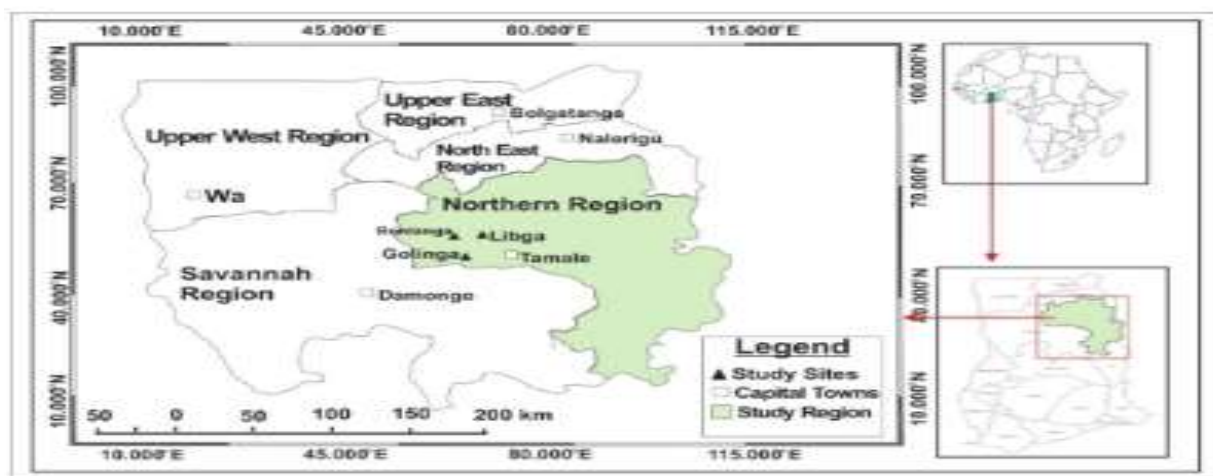 10.000°E 45.000°E 80.000°E 115.000°E
100.000°N
70.000°N
40.000°N
10.000°N
Upper East
Region
Bolgatanga
Upper West Region
Nalerigu
North East
Region
Wa
Northern Region
Libga
Golinga
Tamale
Savannah
Region
Damongo
Legend
Study Sites
Capital Towns
Study Region
50 0 50 100 150 200 km
100.000°N
70.000°N
40.000°N
10.000°N
10.000°E 45.000°E 80.000°E 115.000°E